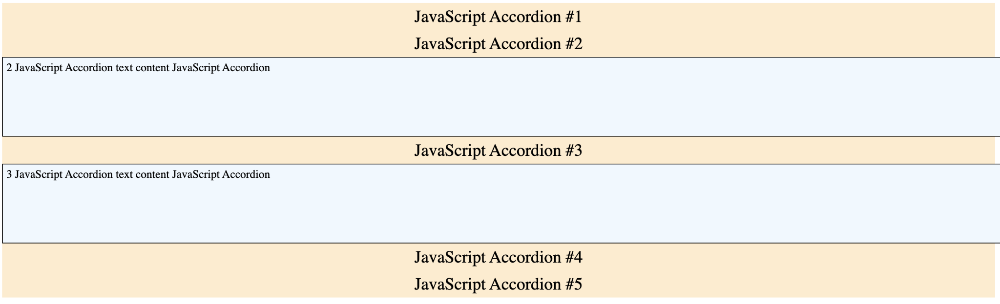 JavaScript Accordion #1
JavaScript Accordion #2
2 JavaScript Accordion text content JavaScript Accordion
JavaScript Accordion #3
3 JavaScript Accordion text content JavaScript Accordion
JavaScript Accordion #4
JavaScript Accordion #5